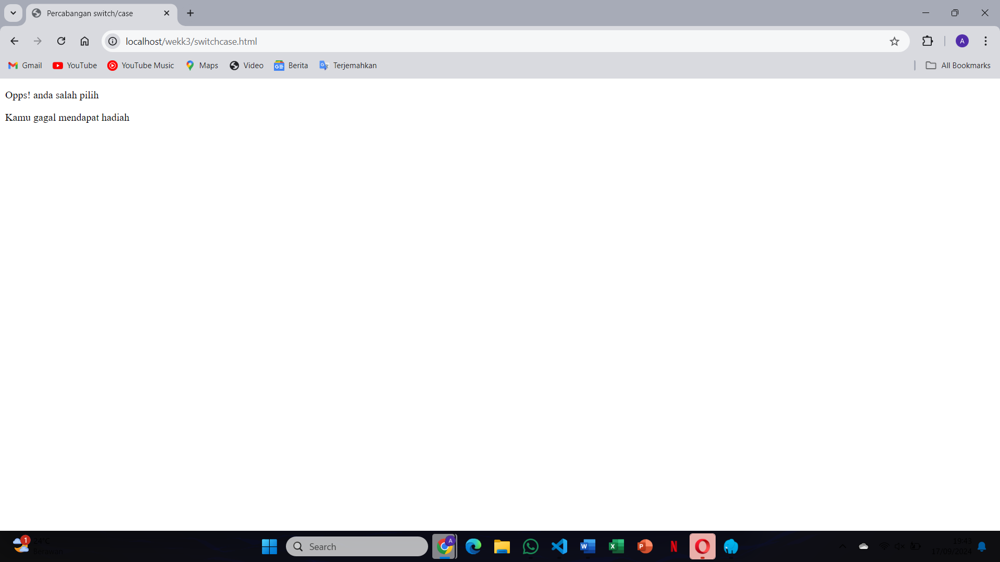 Percabangan switch/case
localhost/wekk3/switchcase.html
A
Gmail
YouTube
YouTube Music
Maps
Video
Berita
Terjemahkan
All Bookmarks
Opps! anda salah pilih
Kamu gagal mendapat hadiah
1
24°C
Berawan
Search
A
19:43
17/09/2024